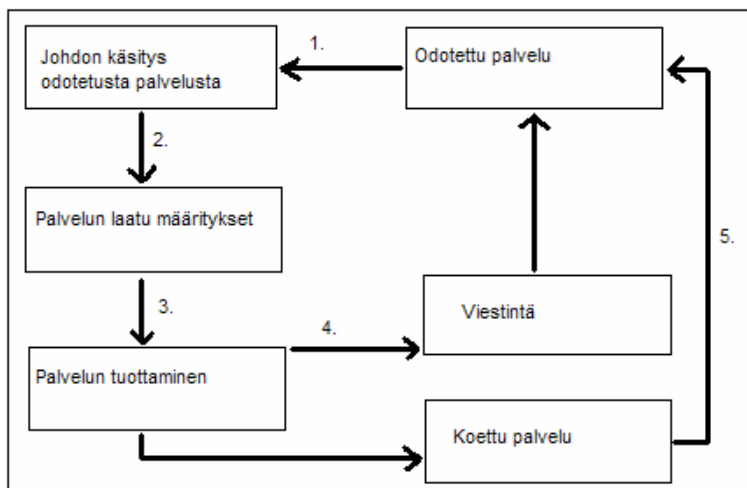 Johdon käsitys
odotetusta palvelusta
1.
Odotettu palvelu
2.
Palvelun laatu määritykset
5.
3.
4.
Viestintä
Palvelun tuottaminen
Koettu palvelu